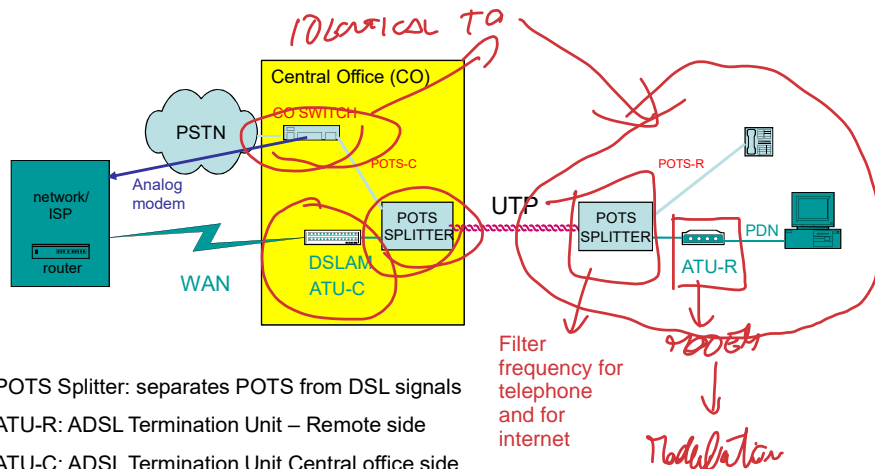 IDENTICAL TO
Central Office (CO)
CO SWITCH
PSTN
POTS-C
POTS-R
Analog
modem
network/
ISP
router
WAN
DSLAM
ATU-C
POTS
SPLITTER
UTP
POTS
SPLITTER
PDN
ATU-R
MODEM
Filter
frequency for
telephone
and for
internet
Modulation
POTS Splitter: separates POTS from DSL signals
ATU-R: ADSL Termination Unit – Remote side
ATU-C: ADSL Termination Unit Central office side